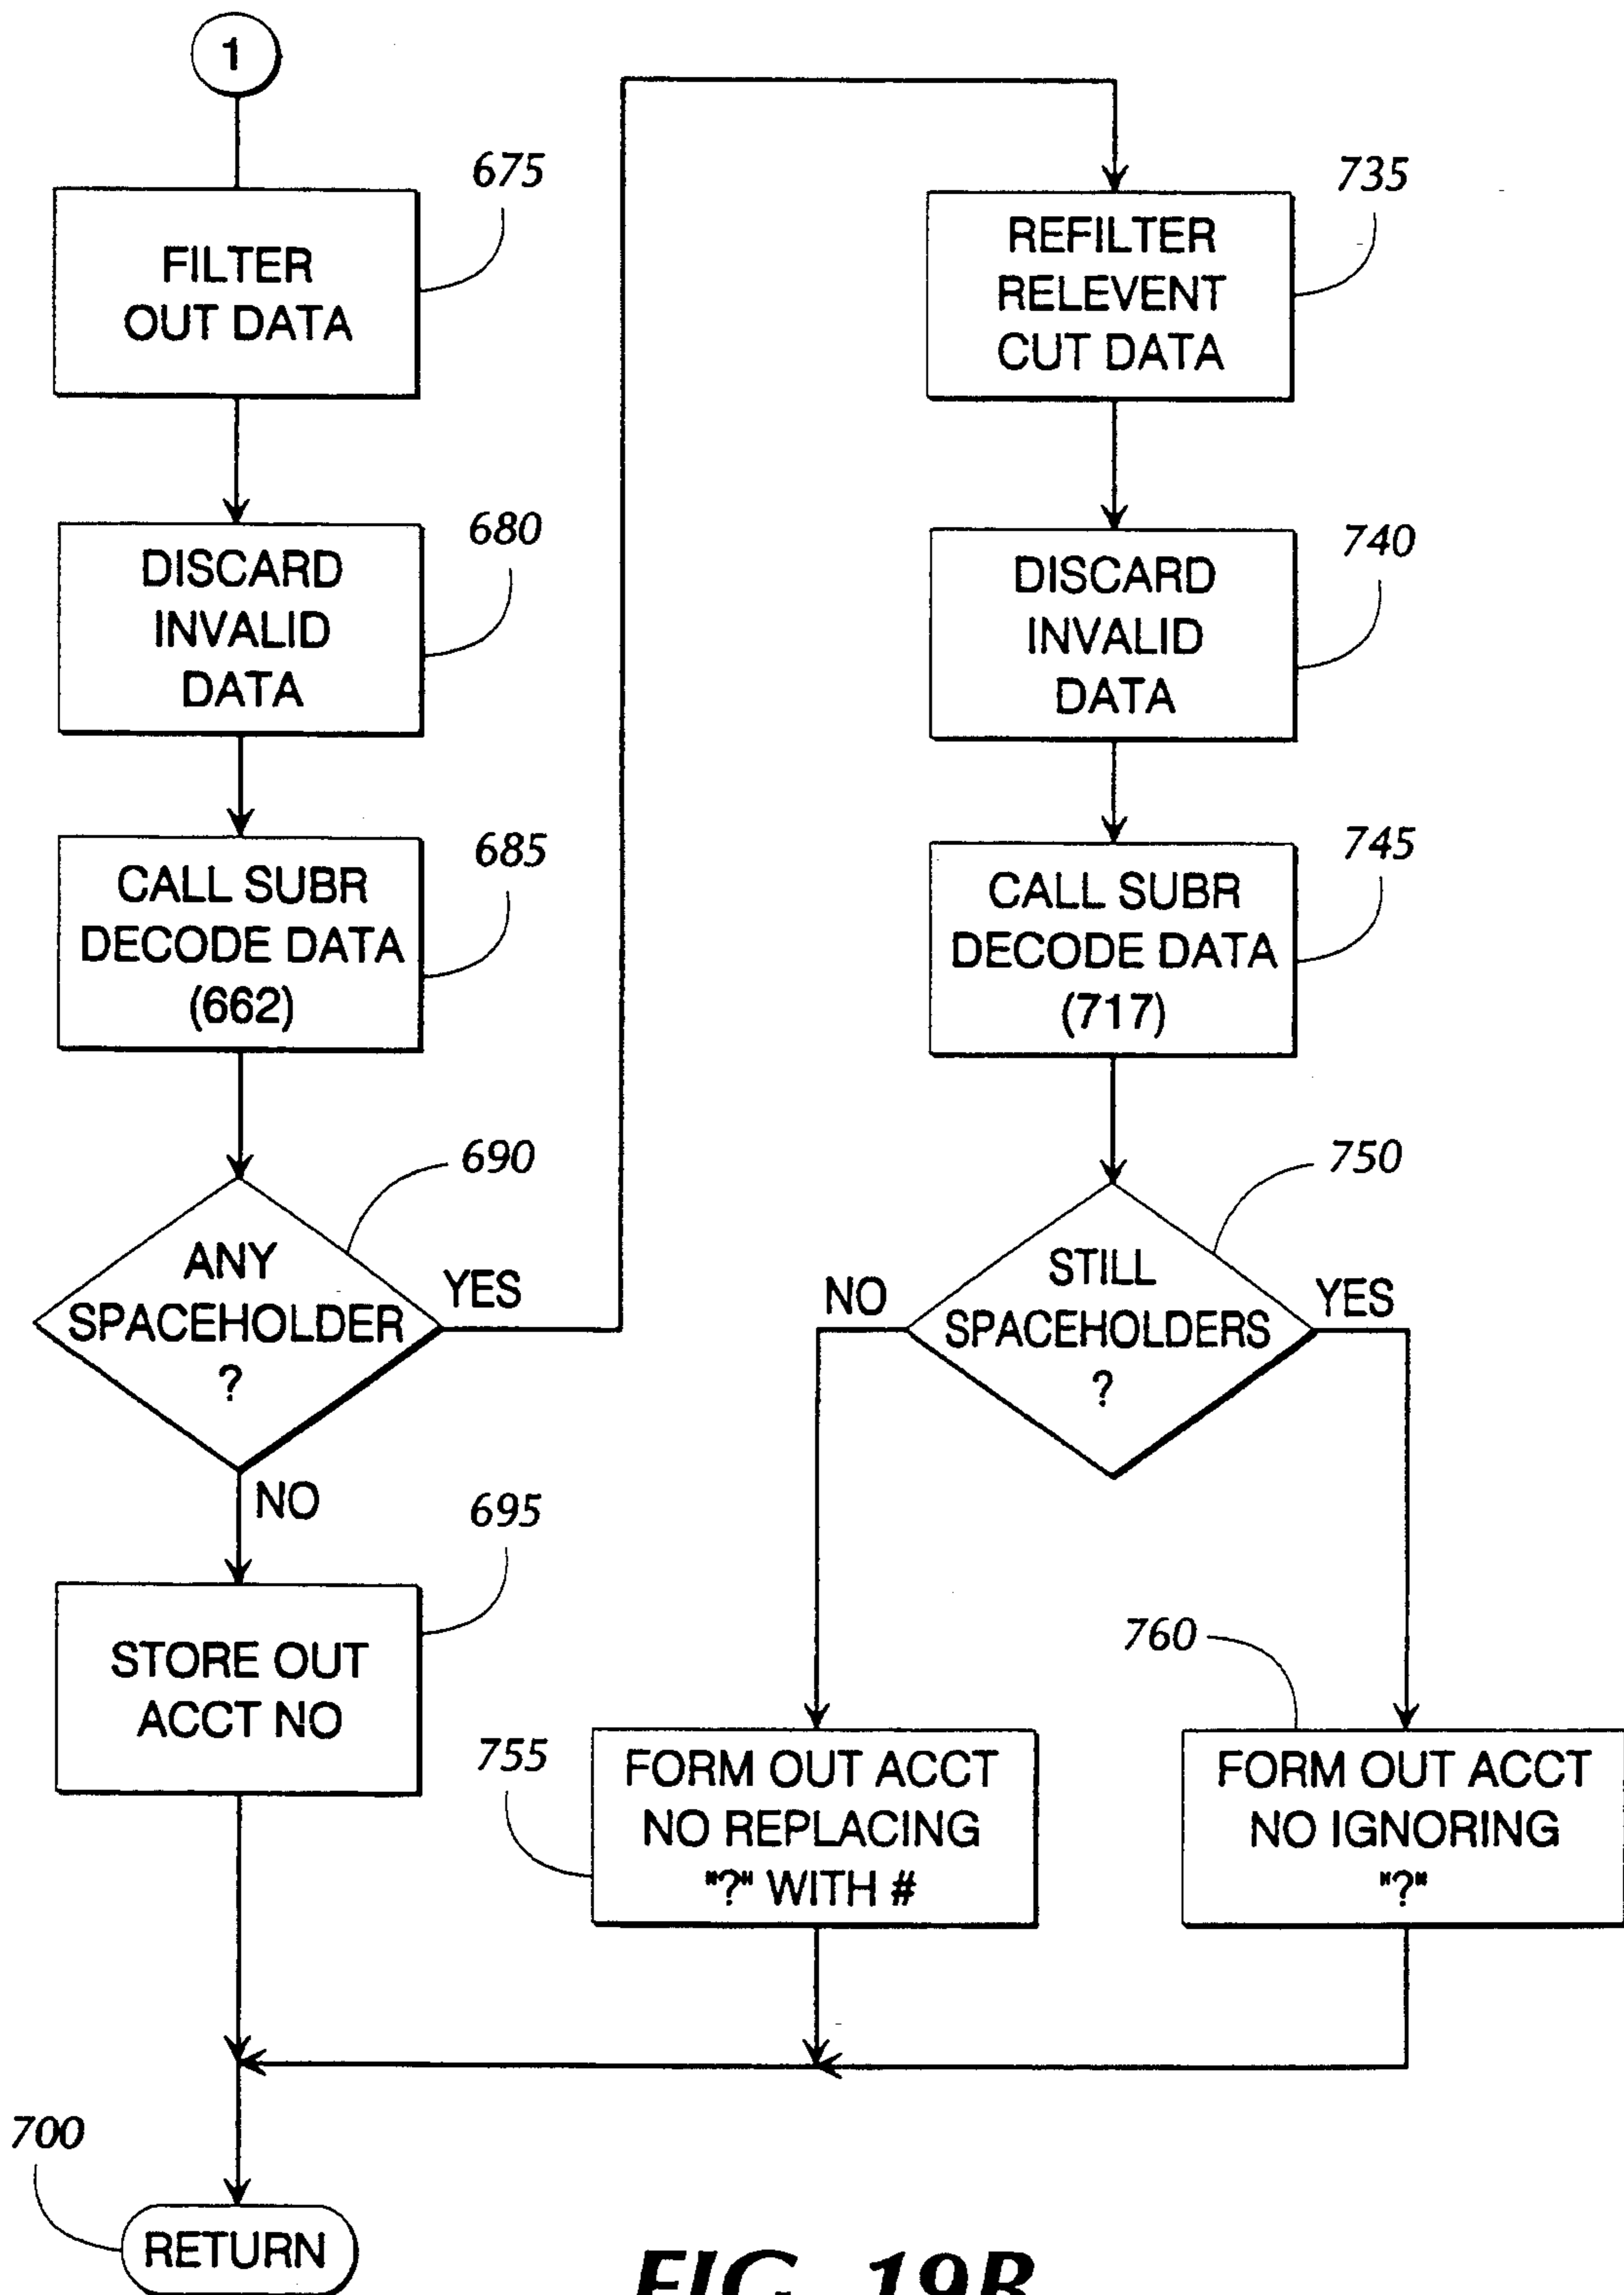 1
675
FILTER
OUT DATA
680
DISCARD
INVALID
DATA
685
CALL SUBR
DECODE DATA
(662)
690
ANY
SPACEHOLDER
?
YES
NO
695
STORE OUT
ACCT NO
700
RETURN
735
REFILTER
RELEVENT
CUT DATA
740
DISCARD
INVALID
DATA
745
CALL SUBR
DECODE DATA
(717)
750
STILL
SPACEHOLDERS
?
NO
YES
755
FORM OUT ACCT
NO REPLACING
"?" WITH #
760
FORM OUT ACCT
NO IGNORING
"?"
FIG. 19B